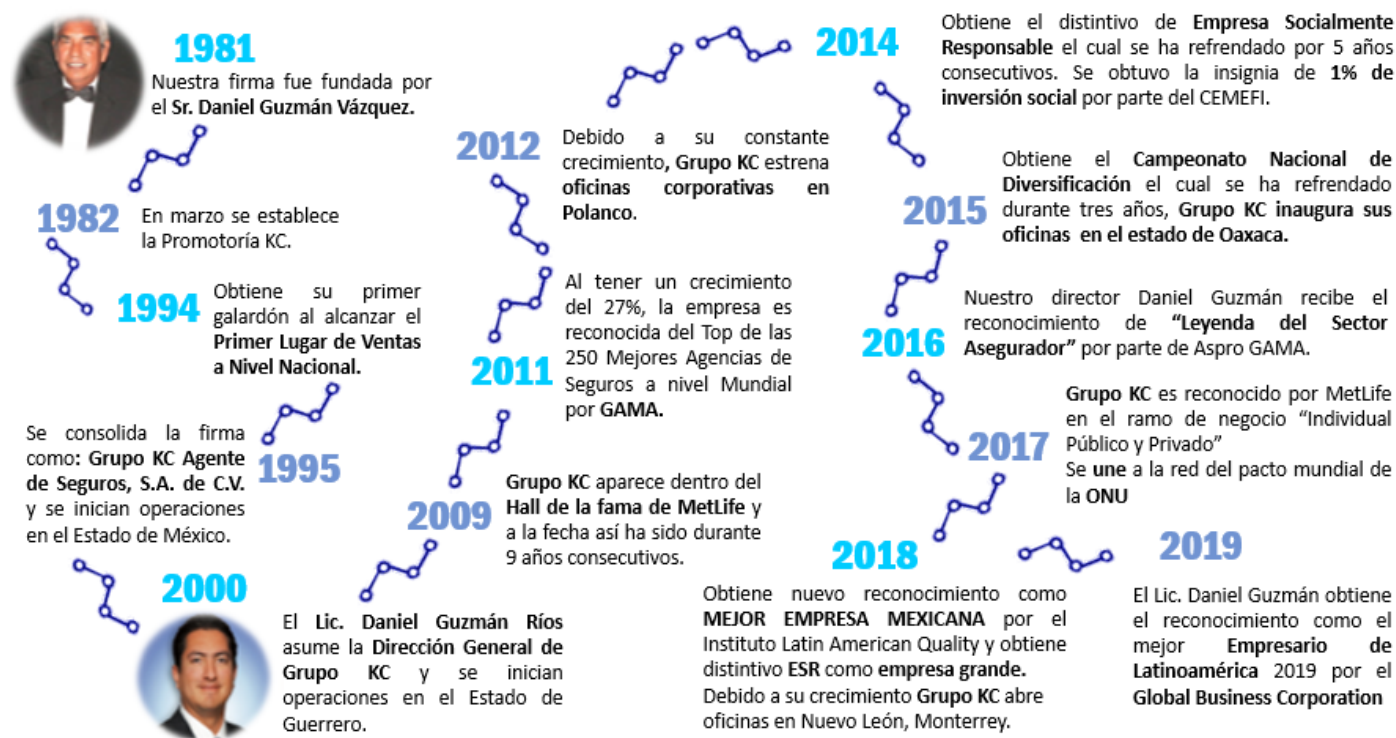 1981
Nuestra firma fue fundada por
el Sr. Daniel Guzmán Vázquez.
1982
En marzo se establece
la Promotoría KC.
1994
Obtiene su primer
galardón al alcanzar el
Primer Lugar de Ventas
a Nivel Nacional.
1995
Se consolida la firma
como: Grupo KC Agente
de Seguros, S.A. de C.V.
y se inician operaciones
en el Estado de México.
2000
El Lic. Daniel Guzmán Ríos
asume la Dirección General de
Grupo KC y se inician
operaciones en el Estado de
Guerrero.
2009
Grupo KC aparece dentro del
Hall de la fama de MetLife y
a la fecha así ha sido durante
9 años consecutivos.
2011
Al tener un crecimiento
del 27%, la empresa es
reconocida del Top de las
250 Mejores Agencias de
Seguros a nivel Mundial
por GAMA.
2012
Debido a su constante
crecimiento, Grupo KC estrena
oficinas corporativas en
Polanco.
2014
Obtiene el distintivo de Empresa Socialmente
Responsable el cual se ha refrendado por 5 años
consecutivos. Se obtuvo la insignia de 1% de
inversión social por parte del CEMEFI.
2015
Obtiene el Campeonato Nacional de
Diversificación el cual se ha refrendado
durante tres años, Grupo KC inaugura sus
oficinas en el estado de Oaxaca.
2016
Nuestro director Daniel Guzmán recibe el
reconocimiento de “Leyenda del Sector
Asegurador” por parte de Aspro GAMA.
2017
Grupo KC es reconocido por MetLife
en el ramo de negocio “Individual
Público y Privado”
Se une a la red del pacto mundial de
la ONU
2018
Obtiene nuevo reconocimiento como
MEJOR EMPRESA MEXICANA por el
Instituto Latin American Quality y obtiene
distintivo ESR como empresa grande.
Debido a su crecimiento Grupo KC abre
oficinas en Nuevo León, Monterrey.
2019
El Lic. Daniel Guzmán obtiene
el reconocimiento como el
mejor Empresario de
Latinoamérica 2019 por el
Global Business Corporation